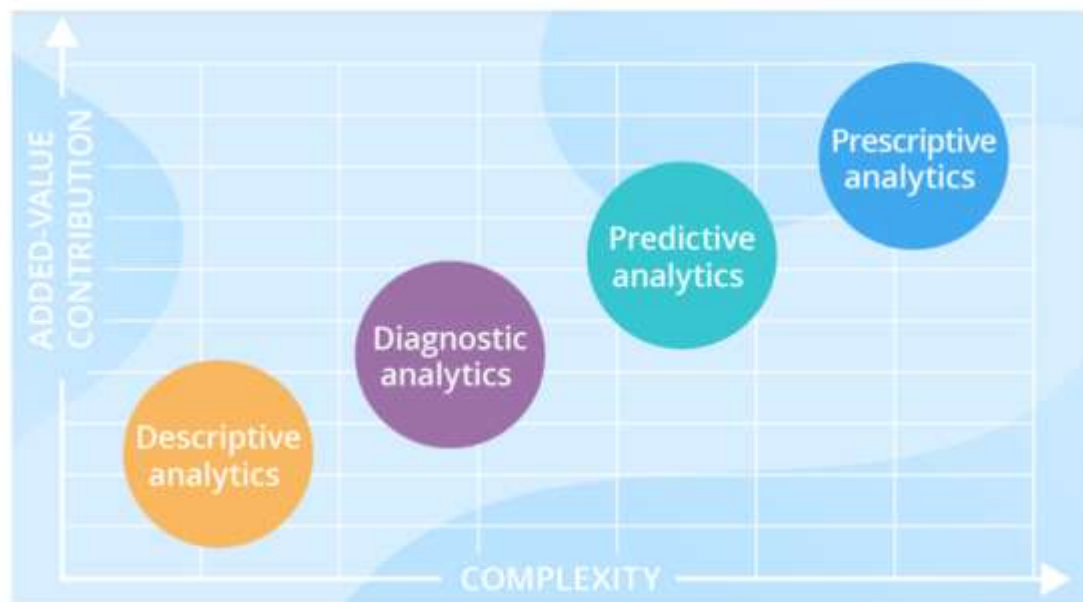 ADDED-VALUE
CONTRIBUTION
Prescriptive
analytics
Predictive
analytics
Diagnostic
analytics
Descriptive
analytics
COMPLEXITY